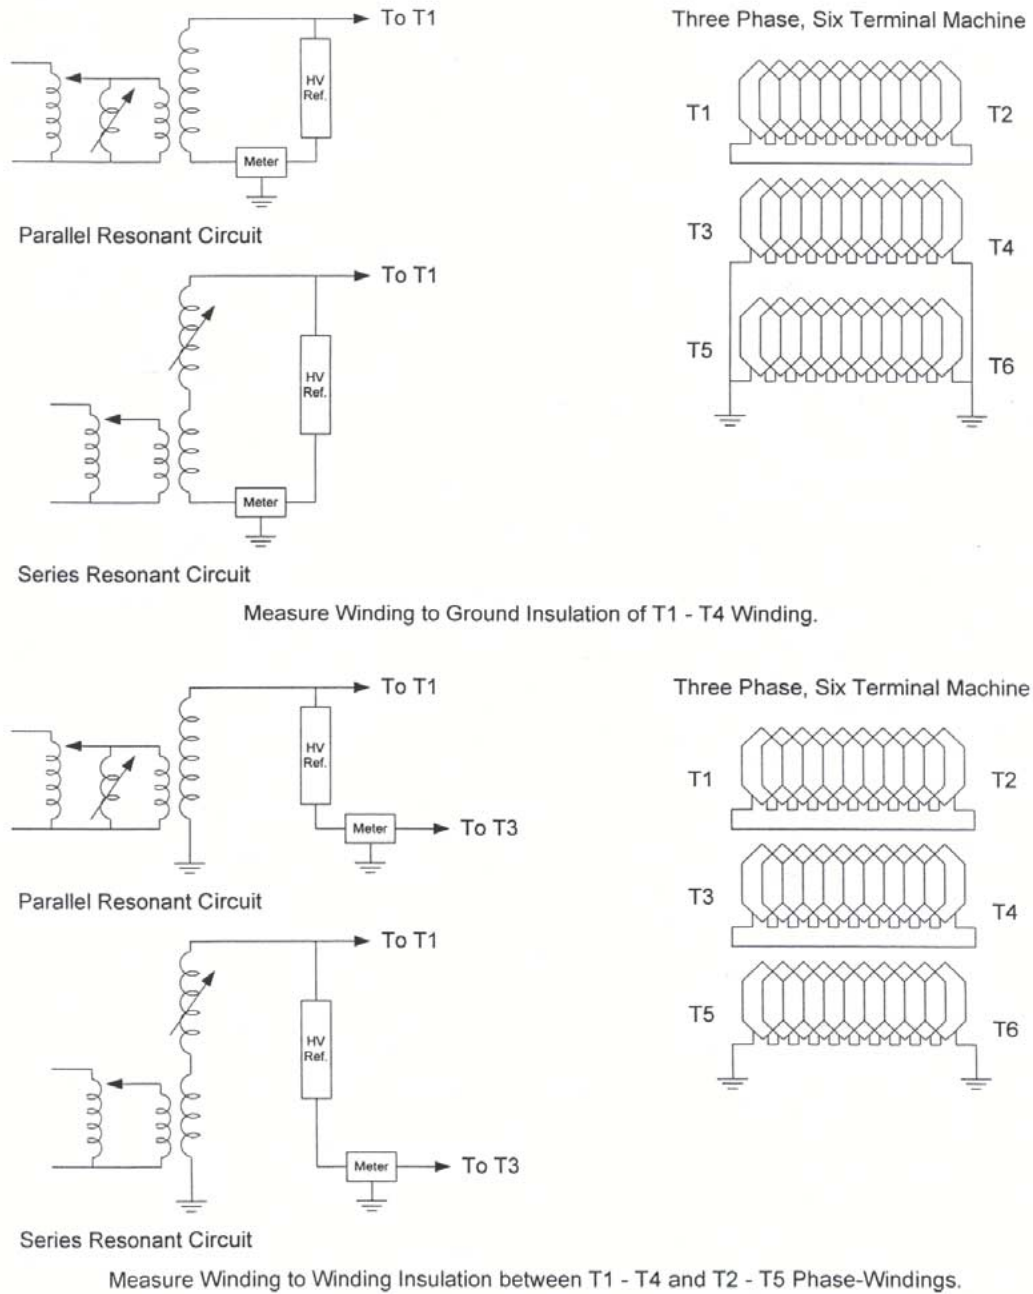 To T1
HV
Ref.
Meter
Parallel Resonant Circuit
Three Phase, Six Terminal Machine
T1
T2
T3
T4
T5
T6
To T1
HV
Ref.
Meter
Series Resonant Circuit
Measure Winding to Ground Insulation of T1 - T4 Winding.
To T1
HV
Ref.
Meter
To T3
Parallel Resonant Circuit
Three Phase, Six Terminal Machine
T1
T2
T3
T4
T5
T6
To T1
HV
Ref.
Meter
To T3
Series Resonant Circuit
Measure Winding to Winding Insulation between T1 - T4 and T2 - T5 Phase-Windings.